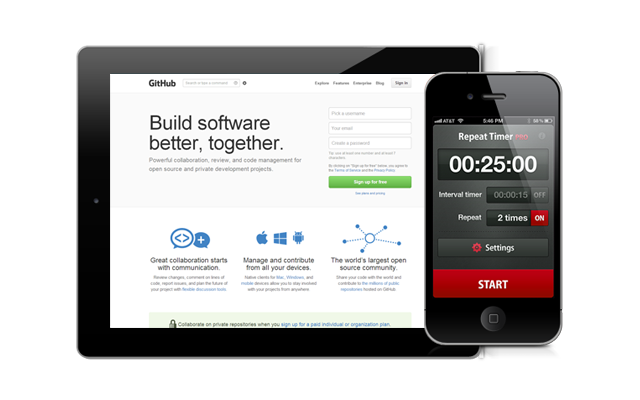 GitHub
Search or type a command
Explore Features Enterprise Blog
Sign in
Build software
better, together.
Powerful collaboration, review, and code management for
open source and private development projects.
Pick a username
Your email
Create a password
Tip: use at least one number and at least 7
characters.
By clicking on "Sign up for free" below, you agree to
the Terms of Service and the Privacy Policy.
Sign up for free
Great collaboration starts
with communication.
Review changes, comment on lines of
code, report issues, and plan the future of
your project with flexible discussion tools.
Manage and contribute
from all your devices.
Native clients for Mac, Windows, and
mobile devices allow you to stay involved
with your projects from anywhere.
The world's largest open
source community.
Share your code with the world and
contribute to the millions of public
repositories hosted on GitHub
Collaborate on private repositories when you sign up for a paid individual or organization plan.
AT&T 5:46 PM 98%
Repeat Timer PRO
00:25:00
Interval timer 00:00:15 OFF
Repeat 2 times ON
Settings
START